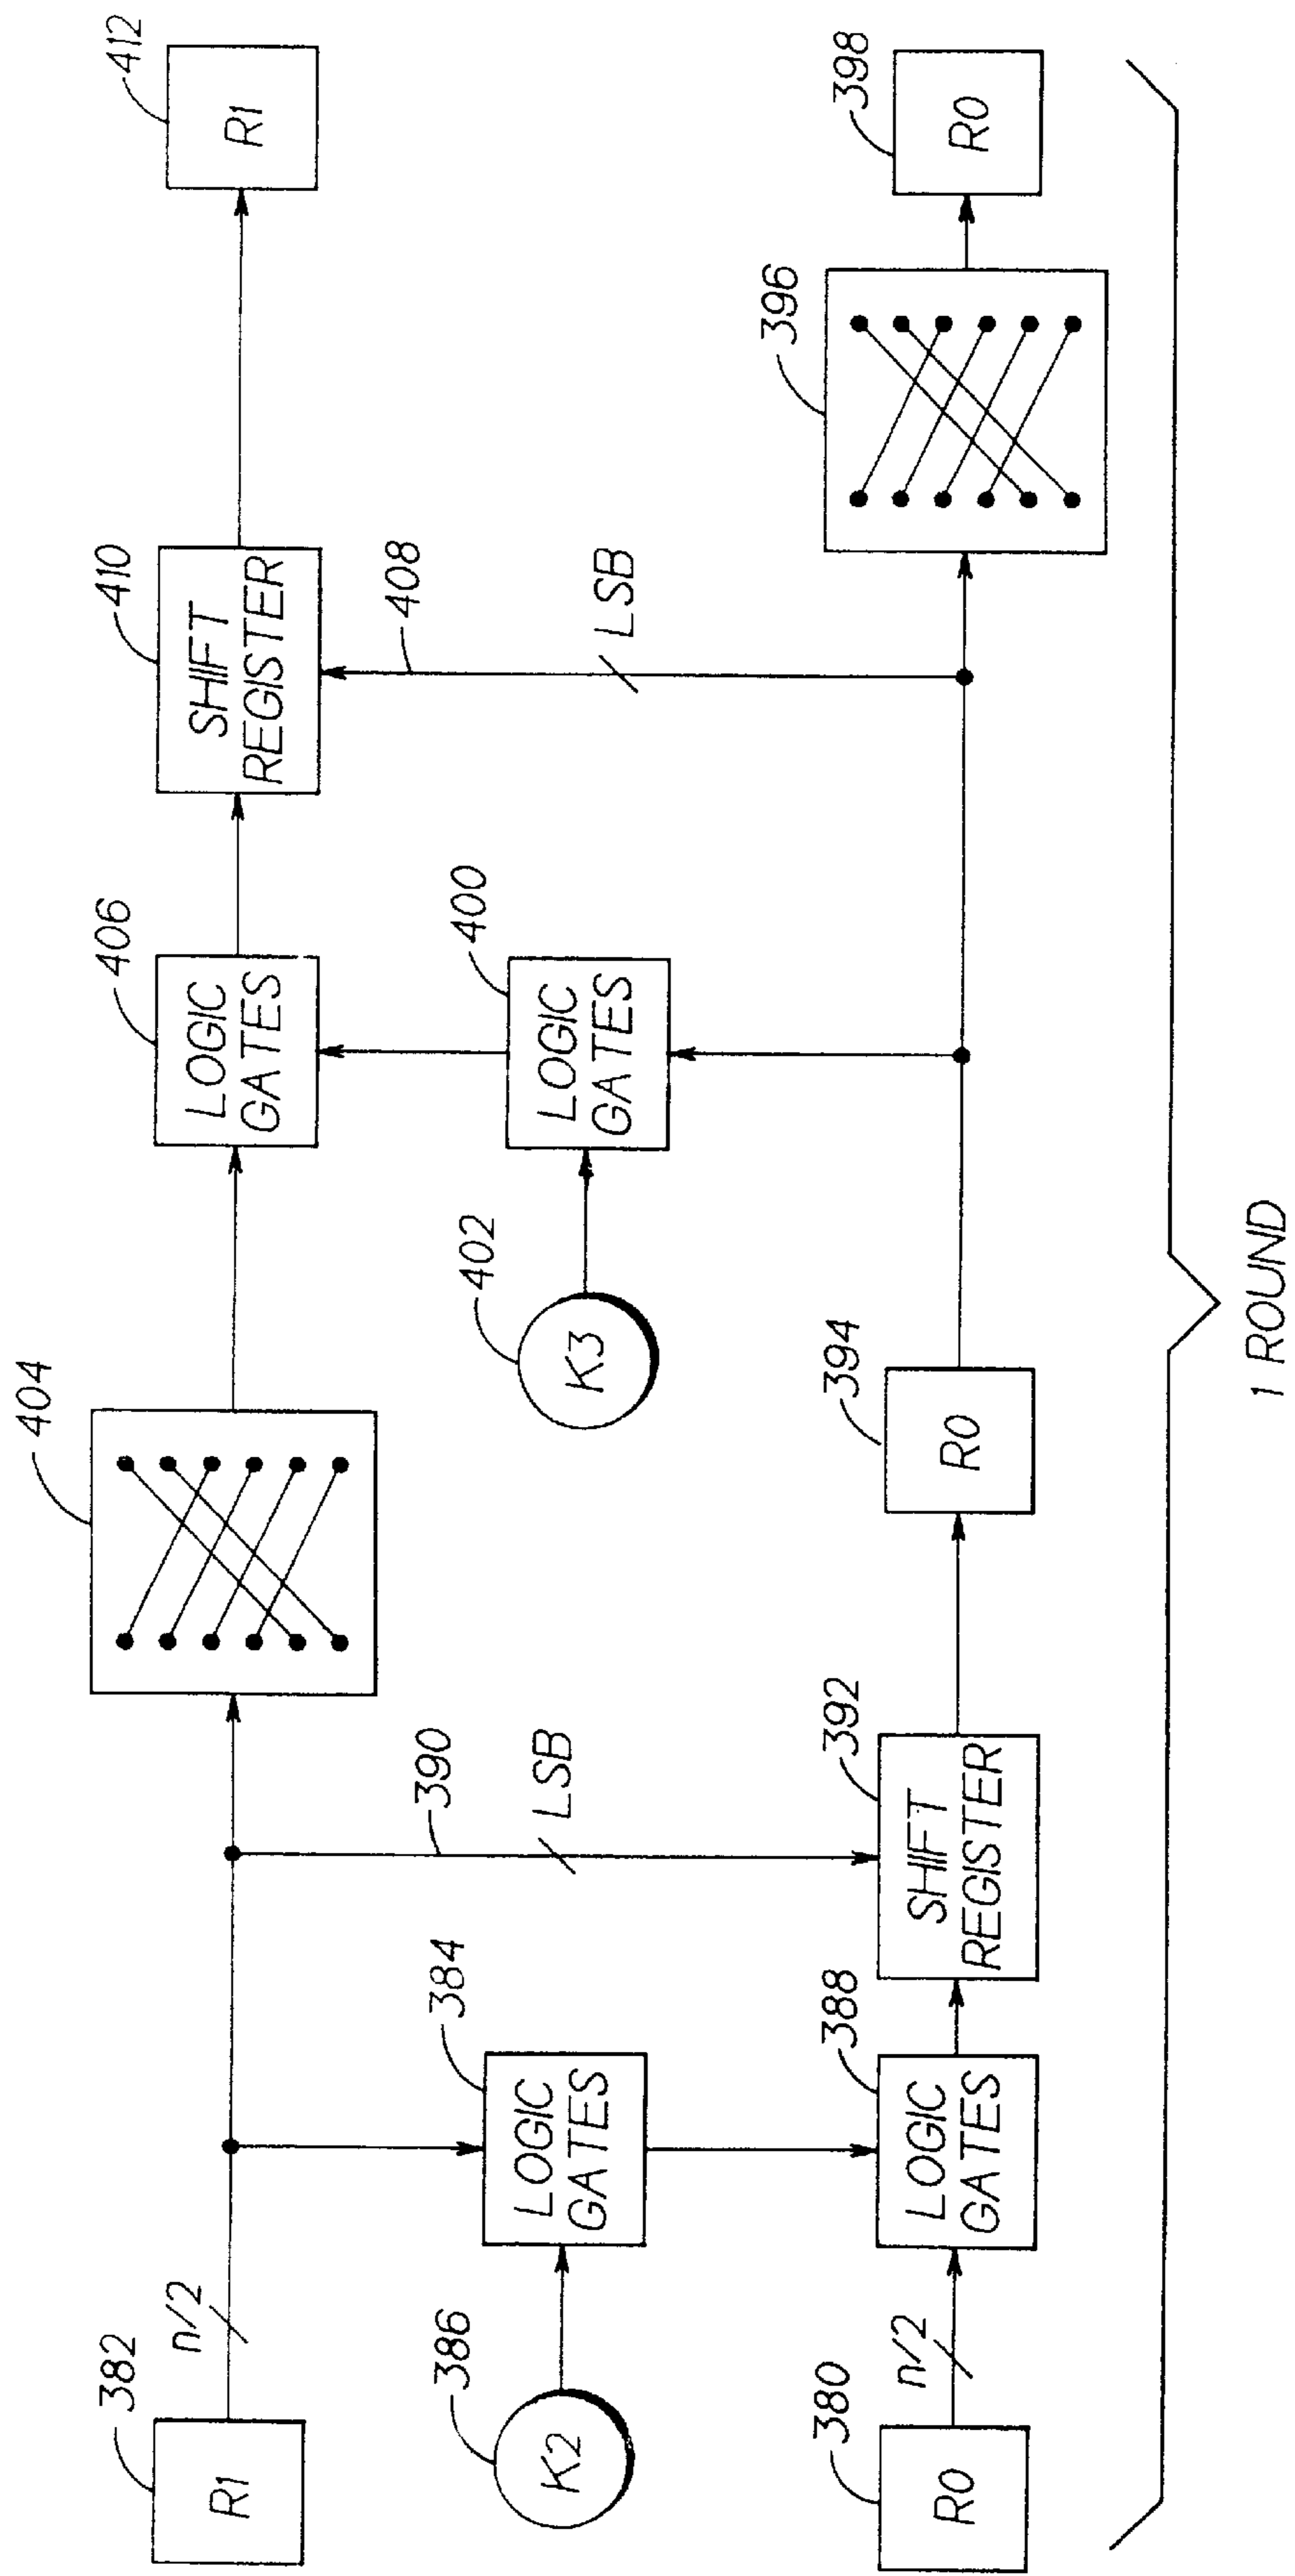 382
R1
n/2
404
406
LOGIC
GATES
410
SHIFT
REGISTER
412
R1
386
K2
384
LOGIC
GATES
390
LSB
402
K3
400
LOGIC
GATES
408
LSB
380
R0
n/2
388
LOGIC
GATES
392
SHIFT
REGISTER
394
R0
396
398
R0
1 ROUND